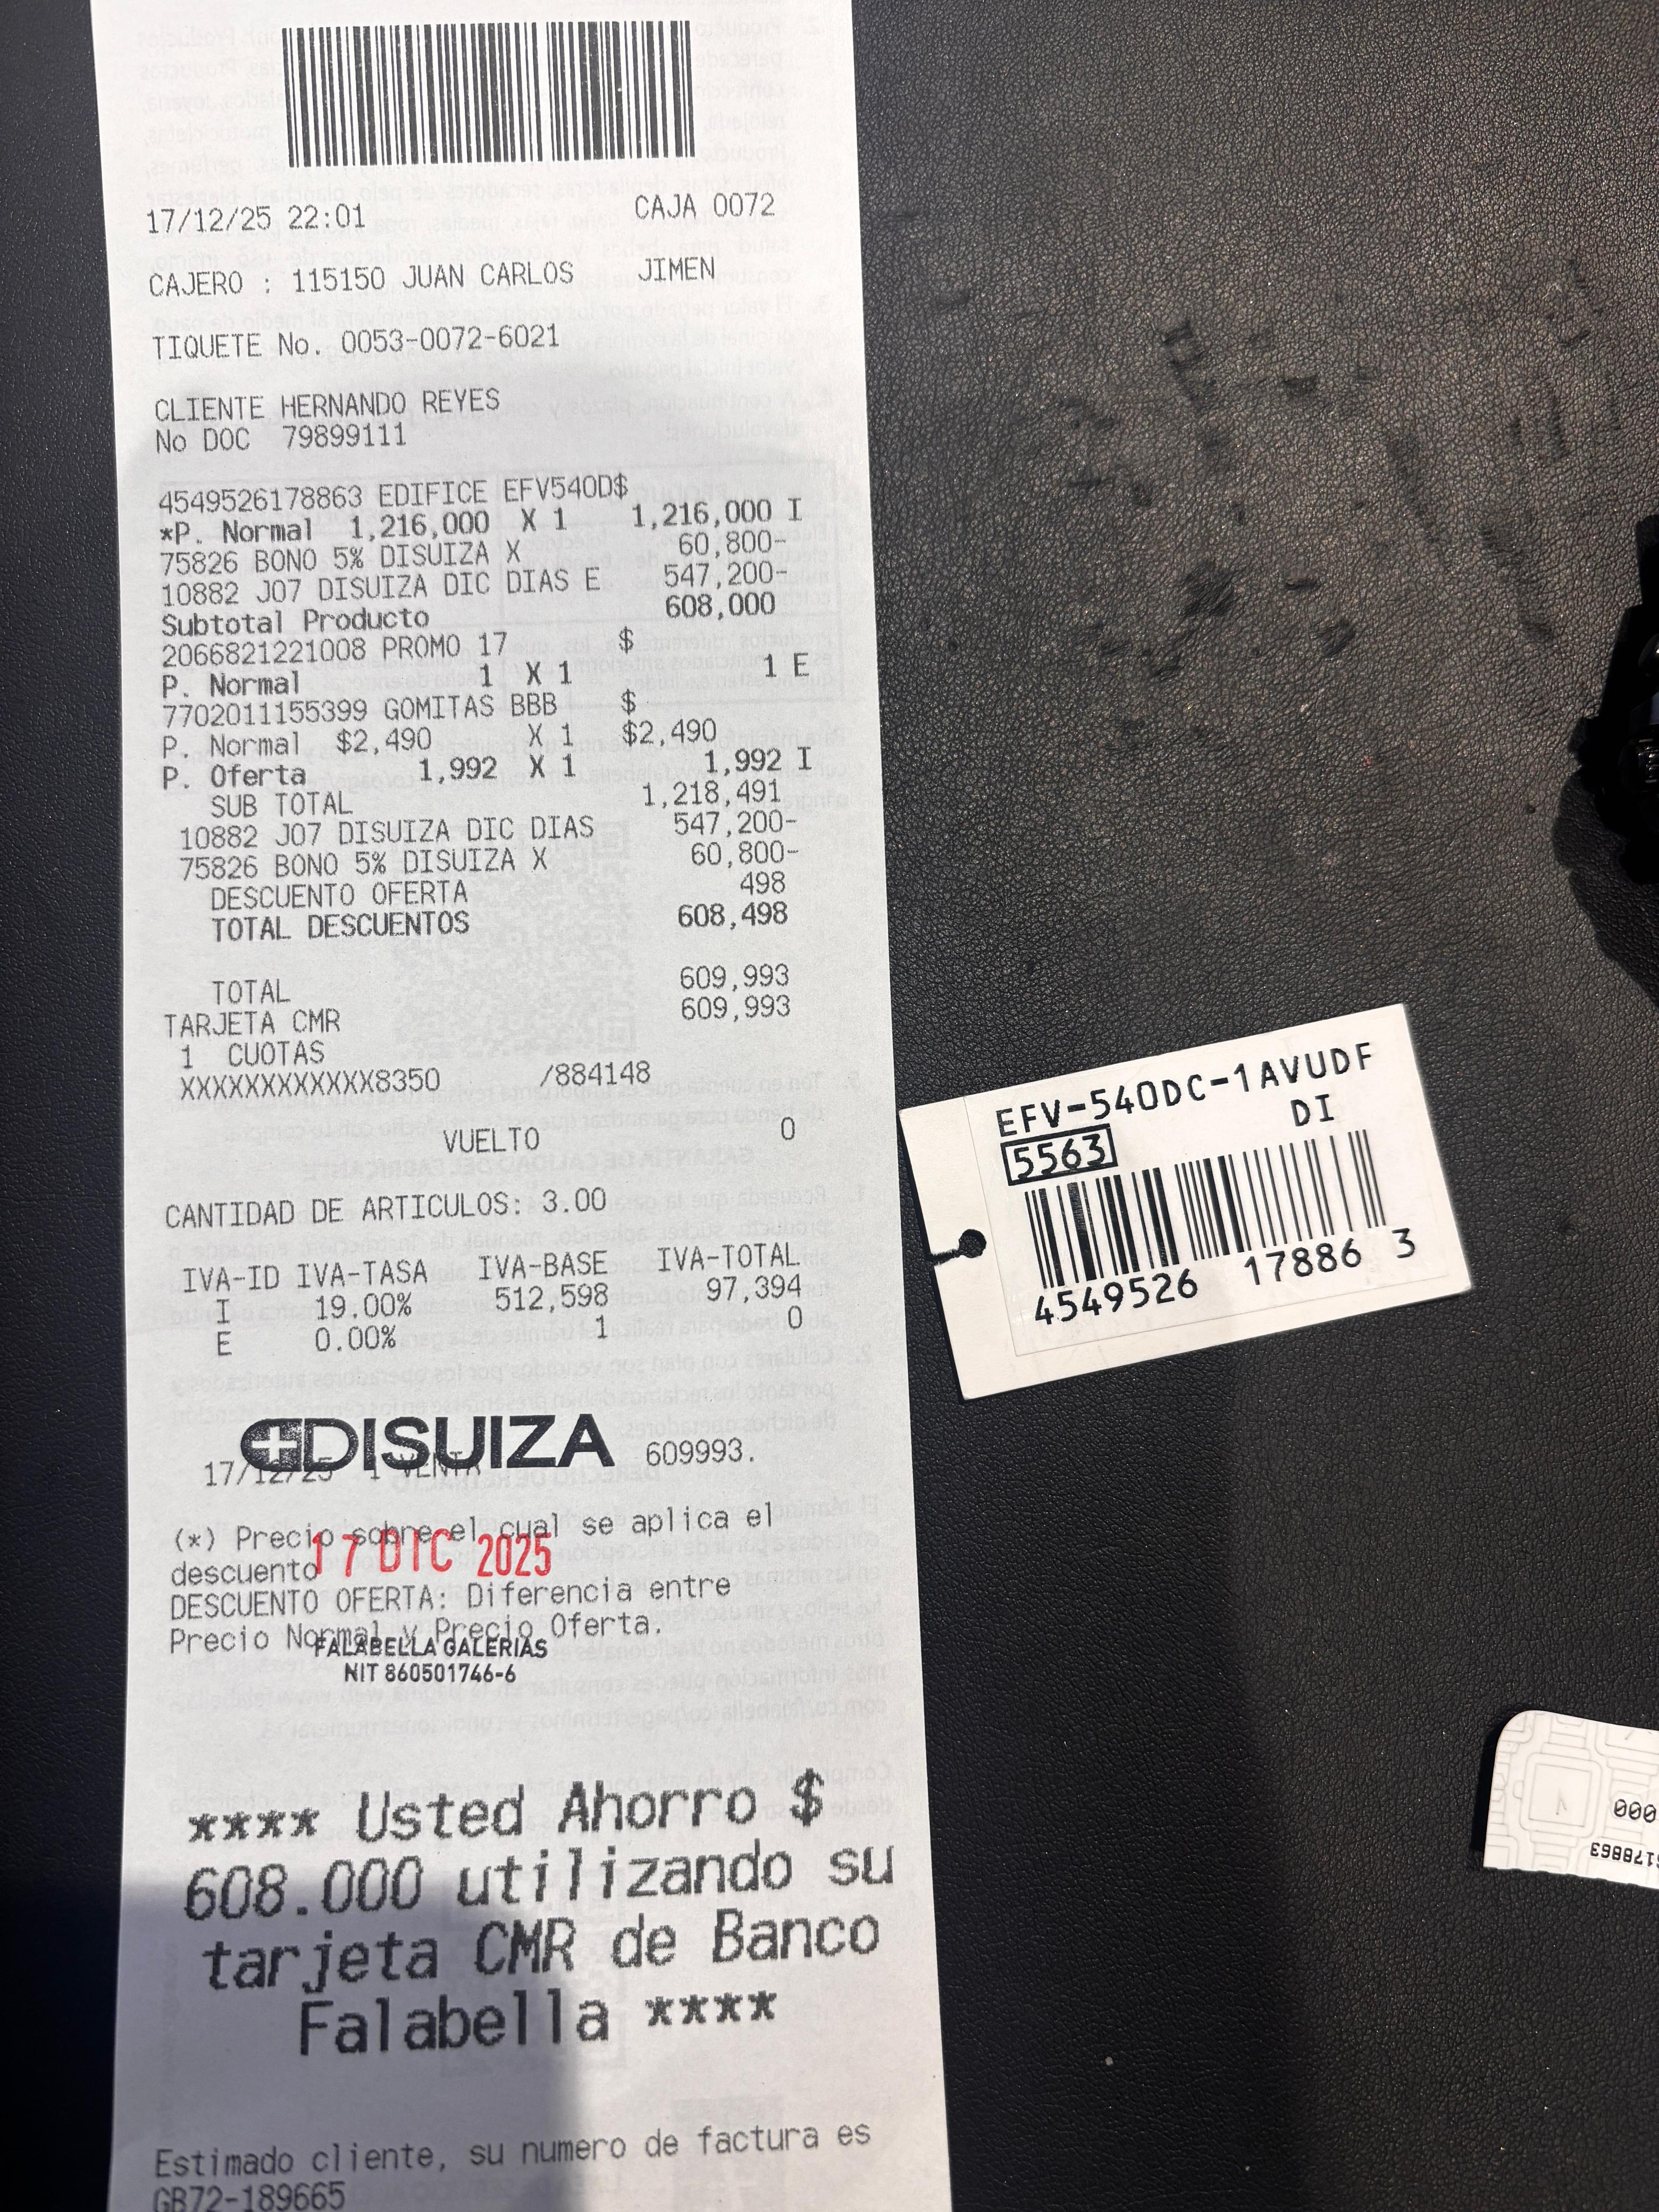 17/12/25 22:01 CAJA 0072
CAJERO : 115150 JUAN CARLOS JIMEN
TIQUETE No. 0053-0072-6021
CLIENTE HERNANDO REYES
No DOC 79899111
4549526178863 EDIFICE EFV540D$
*P. Normal 1,216,000 X 1 1,216,000 I
75826 BONO 5% DISUIZA X 60,800-
10882 J07 DISUIZA DIC DIAS E 547,200-
Subtotal Producto 608,000
2066821221008 PROMO 17 $
P. Normal 1 X 1 1 E
7702011155399 GOMITAS BBB $
P. Normal $2,490 X 1 $2,490
P. Oferta 1,992 X 1 1,992 I
SUB TOTAL 1,218,491
10882 J07 DISUIZA DIC DIAS 547,200-
75826 BONO 5% DISUIZA X 60,800-
DESCUENTO OFERTA 498
TOTAL DESCUENTOS 608,498
TOTAL 609,993
TARJETA CMR 609,993
1 CUOTAS
XXXXXXXXXXXX8350 /884148
VUELTO 0
CANTIDAD DE ARTICULOS: 3.00
IVA-ID IVA-TASA IVA-BASE IVA-TOTAL
I 19.00% 512,598 97,394
E 0.00% 1 0
DISUIZA
17/12/25 1 VENTA 609993.
(*) Precio sobre el cual se aplica el
descuento
17 DIC 2025
DESCUENTO OFERTA: Diferencia entre
Precio Normal y Precio Oferta.
FALABELLA GALERIAS
NIT 860501746-6
**** Usted Ahorro $
608.000 utilizando su
tarjeta CMR de Banco
Falabella ****
Estimado cliente, su numero de factura es
GB72-189665
EFV-540DC-1AVUDF
DI
5563
4549526 17886 3